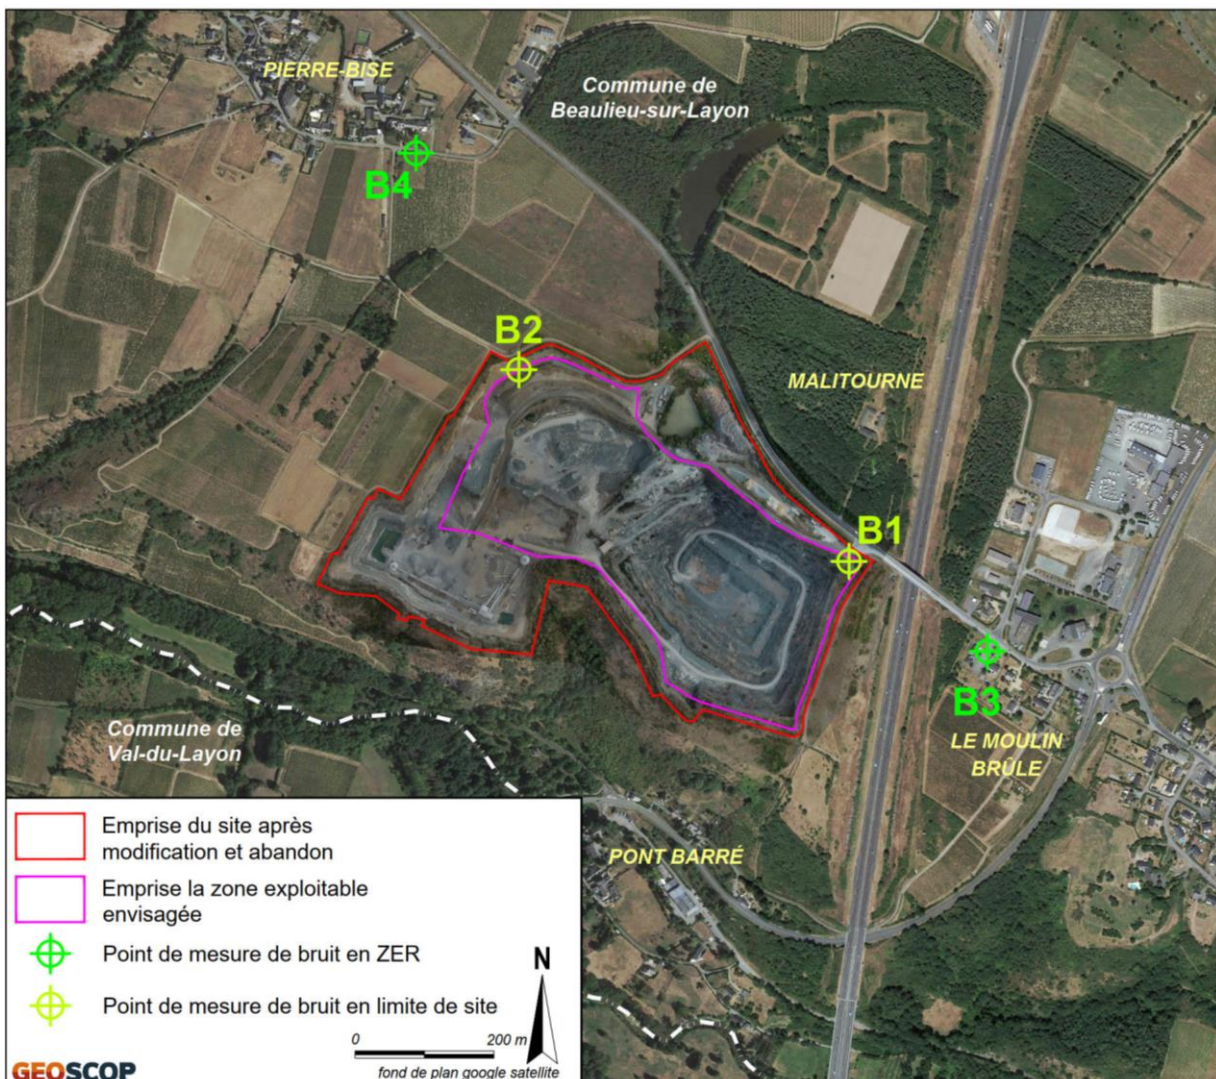 PIERRE-BISE
Commune de
Beaulieu-sur-Layon
B4
B2
MALITOURNE
B1
B3
LE MOULIN
BRÛLE
Commune de
Val-du-Layon
PONT BARRÉ
Emprise du site après
modification et abandon
Emprise la zone exploitable
envisagée
Point de mesure de bruit en ZER
Point de mesure de bruit en limite de site
N
0 200 m
fond de plan google satellite
GEOSCOP